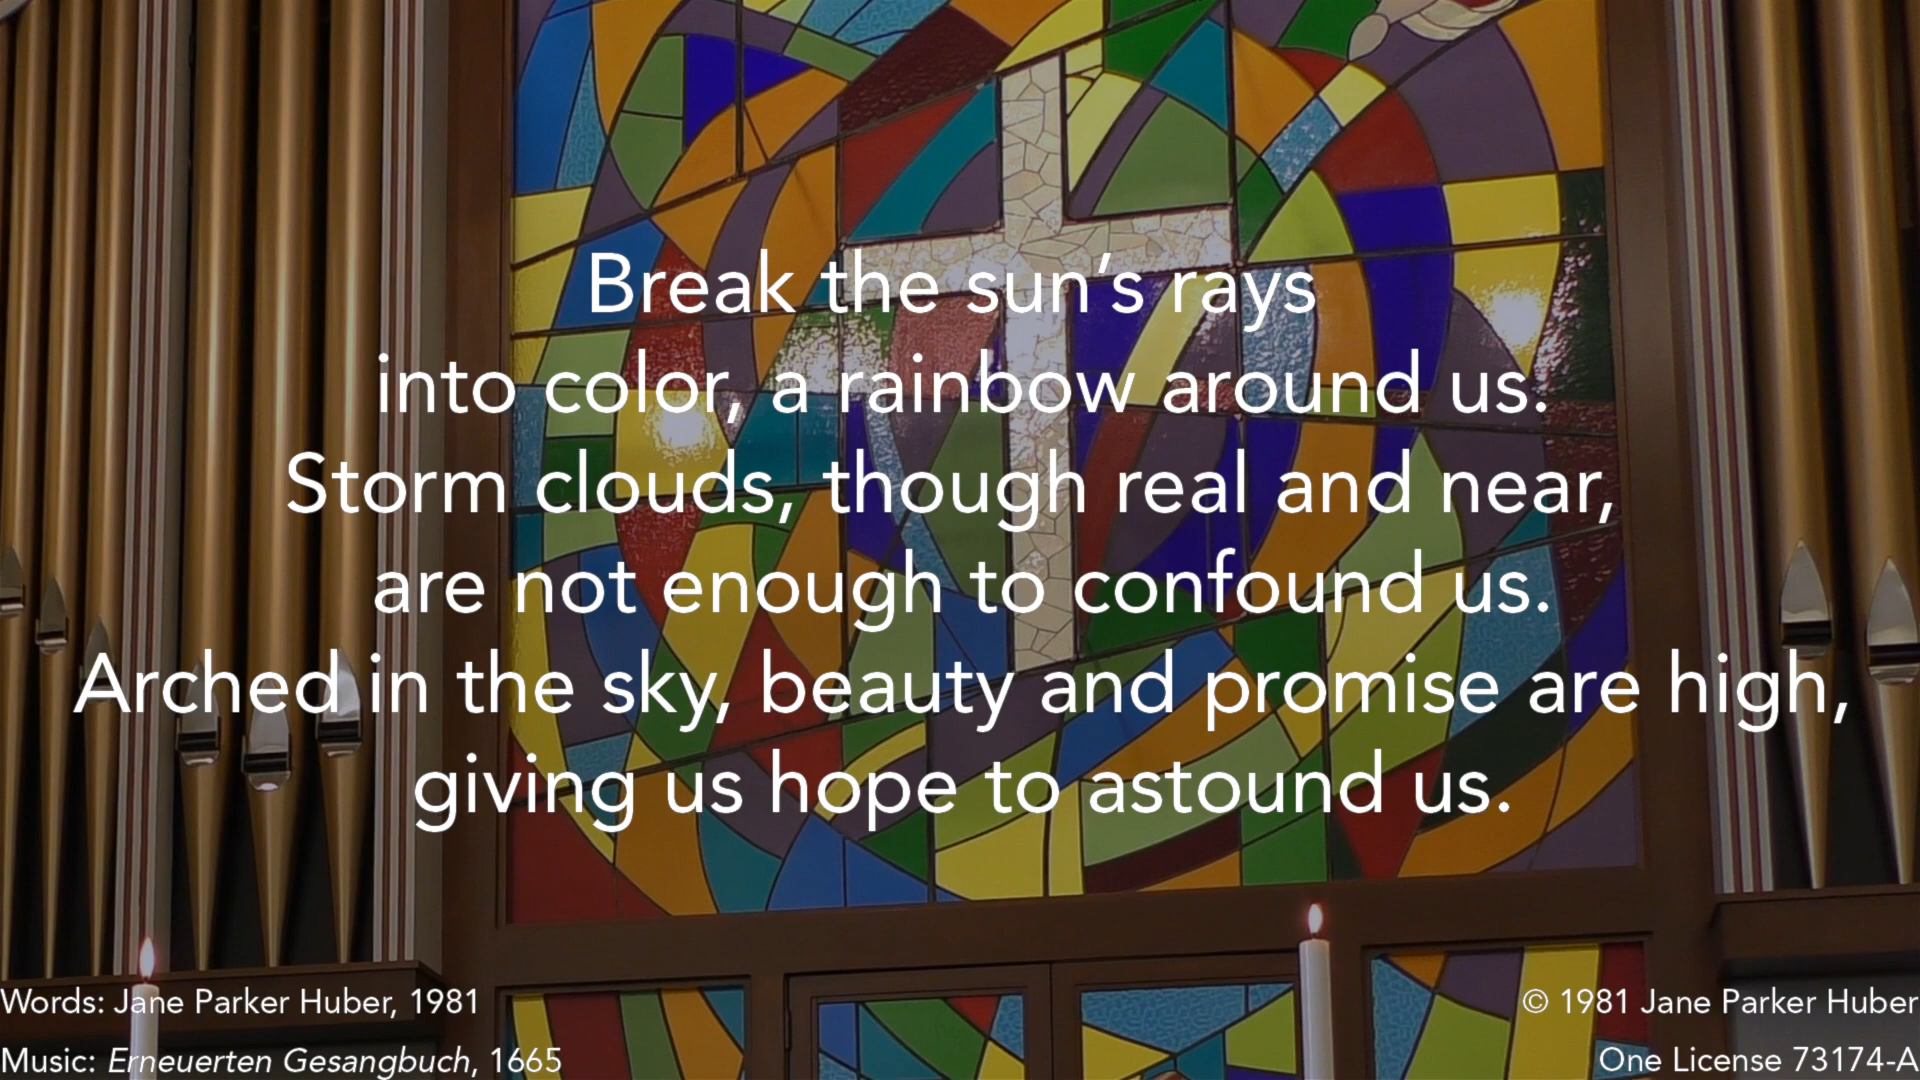 Break the sun’s rays
into color, a rainbow around us.
Storm clouds, though real and near,
are not enough to confound us.
Arched in the sky, beauty and promise are high,
giving us hope to astound us.
Words: Jane Parker Huber, 1981
© 1981 Jane Parker Huber
Music: Erneuerten Gesangbuch, 1665
One License 73174-A